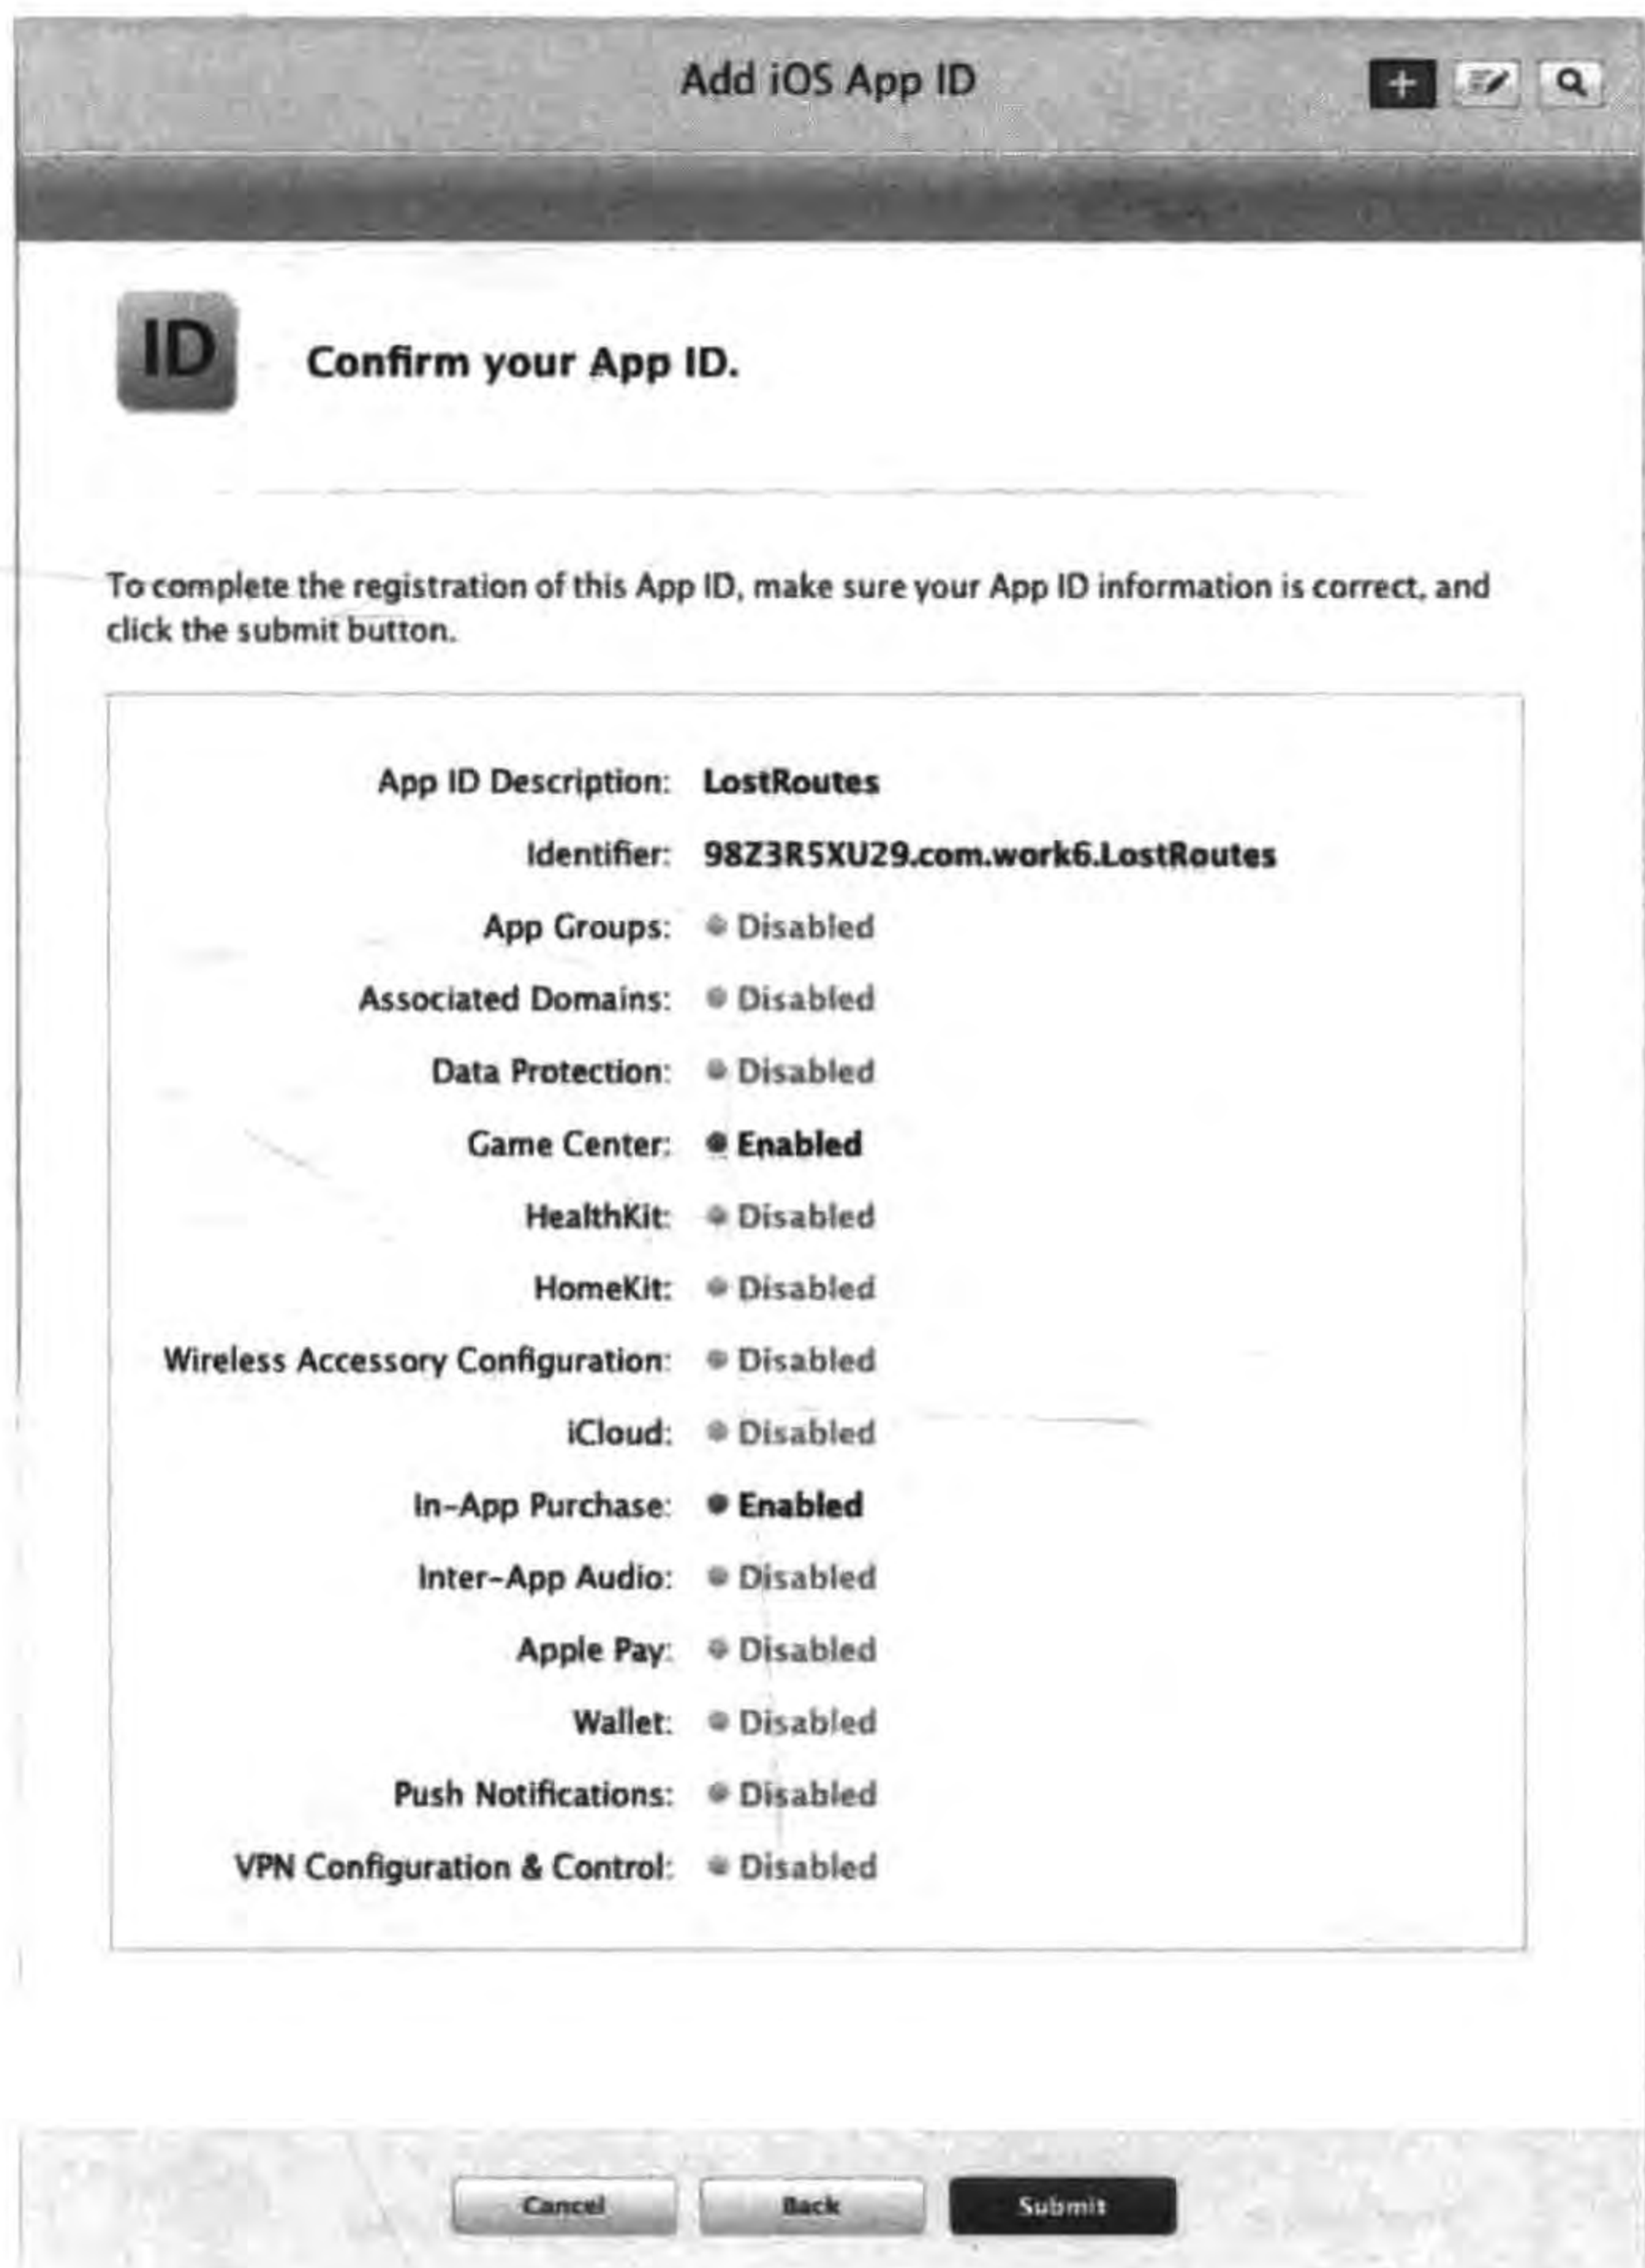 Add iOS App ID
ID
Confirm your App ID.
To complete the registration of this App ID, make sure your App ID information is correct, and
click the submit button.
App ID Description: LostRoutes
Identifier: 98Z3R5XU29.com.work6.LostRoutes
App Groups: Disabled
Associated Domains: Disabled
Data Protection: Disabled
Game Center: Enabled
HealthKit: Disabled
HomeKit: Disabled
Wireless Accessory Configuration: Disabled
iCloud: Disabled
In-App Purchase: Enabled
Inter-App Audio: Disabled
Apple Pay: Disabled
Wallet: Disabled
Push Notifications: Disabled
VPN Configuration & Control: Disabled
Cancel Back Submit